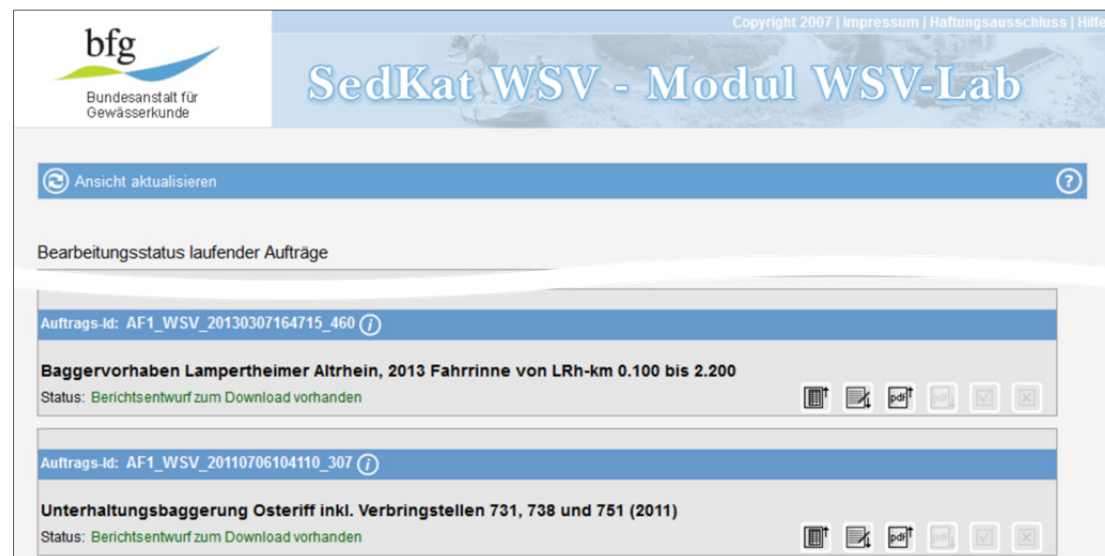 Copyright 2007 | Impressum | Haftungsausschluss | Hilfe
bfg
Bundesanstalt für
Gewässerkunde
SedKat WSV - Modul WSV-Lab
Ansicht aktualisieren
?
Bearbeitungsstatus laufender Aufträge
Auftrags-Id: AF1_WSV_20130307164715_460 i
Baggervorhaben Lampertheimer Altrhein, 2013 Fahrrinne von LRh-km 0.100 bis 2.200
Status: Berichtsentwurf zum Download vorhanden
pdf pdf
Auftrags-Id: AF1_WSV_20110706104110_307 i
Unterhaltungsbaggerung Osteriff inkl. Verbringstellen 731, 738 und 751 (2011)
Status: Berichtsentwurf zum Download vorhanden
pdf pdf